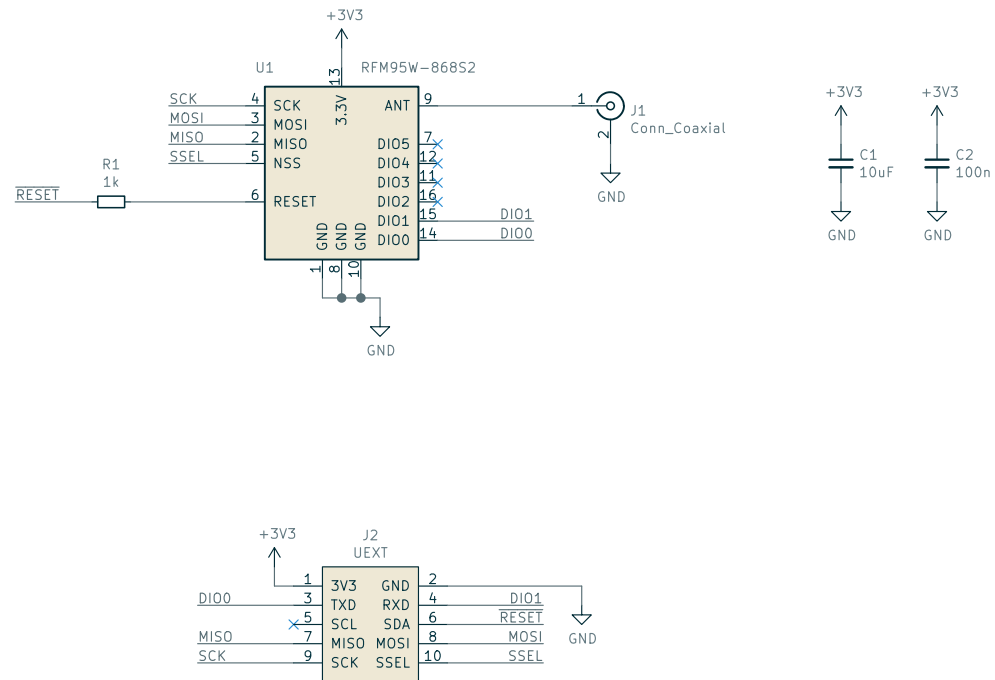 +3V3
U1 RFM95W-868S2
13
3.3V
SCK 4 SCK ANT 9 1 J1
MOSI 3 MOSI Conn_Coaxial
MISO 2 MISO DIO5 7 2
SSEL 5 NSS DIO4 12
DIO3 11
R1
1k
RESET 6 RESET DIO2 16 GND
DIO1 15 DIO1
DIO0 14 DIO0
GND GND GND
1 8 10
GND
+3V3 +3V3
C1 C2
10uF 100n
GND GND
+3V3 J2
UEXT
1 3V3 GND 2
DIO0 3 TXD RXD 4 DIO1
5 SCL SDA 6 RESET
GND
MISO 7 MISO MOSI 8 MOSI
SCK 9 SCK SSEL 10 SSEL